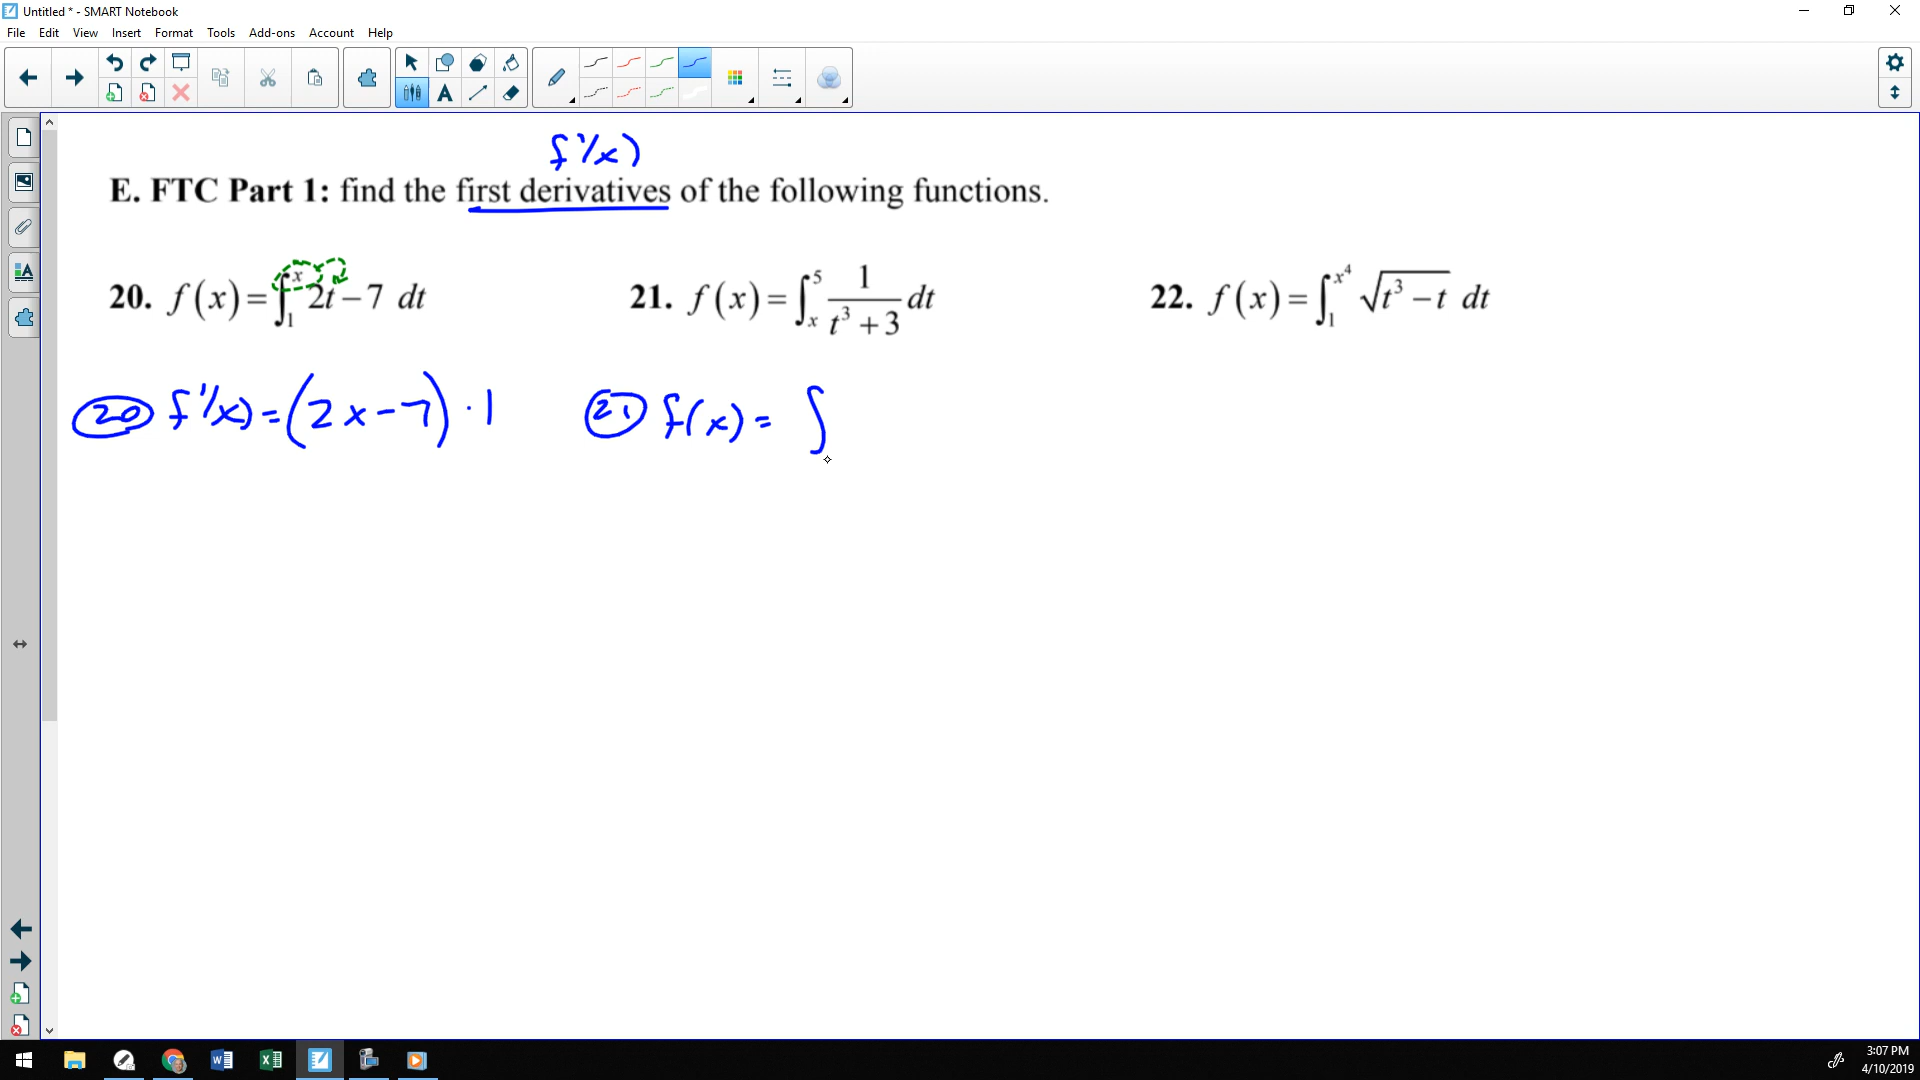 Untitled * - SMART Notebook
File Edit View Insert Format Tools Add-ons Account Help
f'(x)
E. FTC Part 1: find the first derivatives of the following functions.
20. f(x)=∫₁ˣ 2t−7 dt
21. f(x)=∫ₓ⁵ 1/(t³+3) dt
22. f(x)=∫₁^(x⁴) √(t³−t) dt
20 f'(x)=(2x−7)·1
21 f(x)= ∫
3:07 PM
4/10/2019